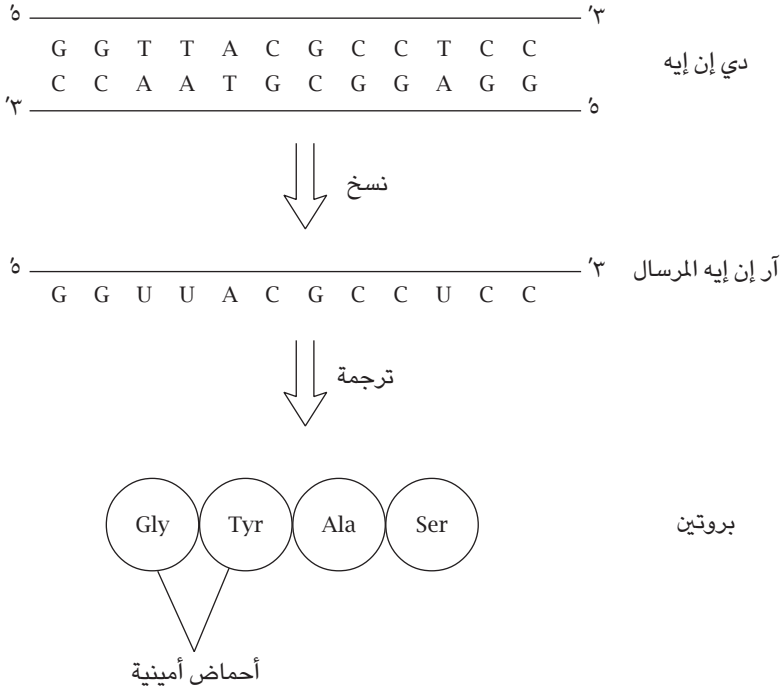 ٥′ ٣′
G G T T A C G C C T C C
دي إن إيه
C C A A T G C G G A G G
٣′ ٥′
نسخ
٥′ ٣′ آر إن إيه المرسال
G G U U A C G C C U C C
ترجمة
Gly Tyr Ala Ser بروتين
أحماض أمينية